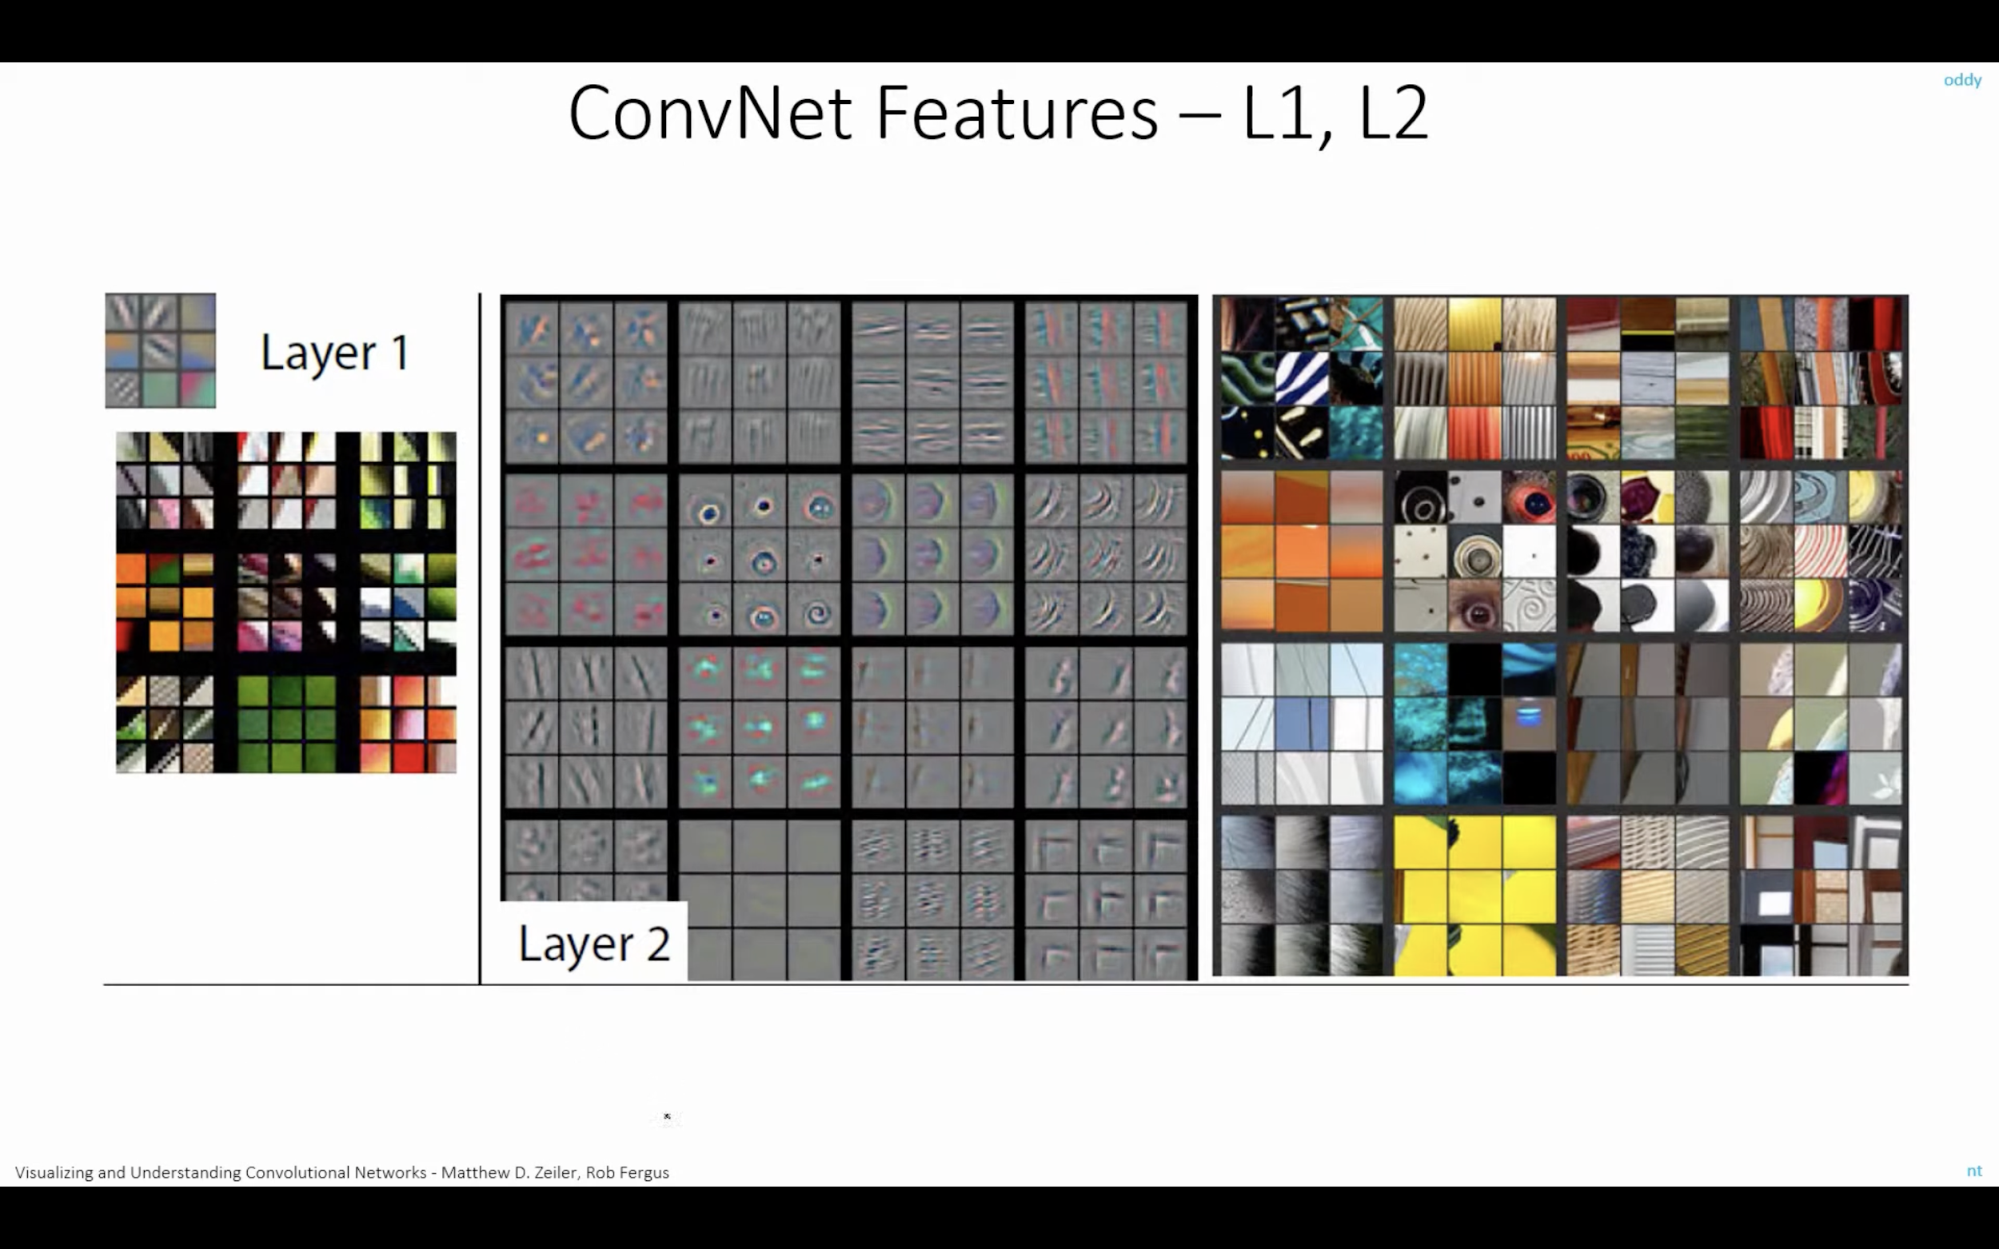 oddy
ConvNet Features – L1, L2
Layer 1
Layer 2
Visualizing and Understanding Convolutional Networks - Matthew D. Zeiler, Rob Fergus
nt